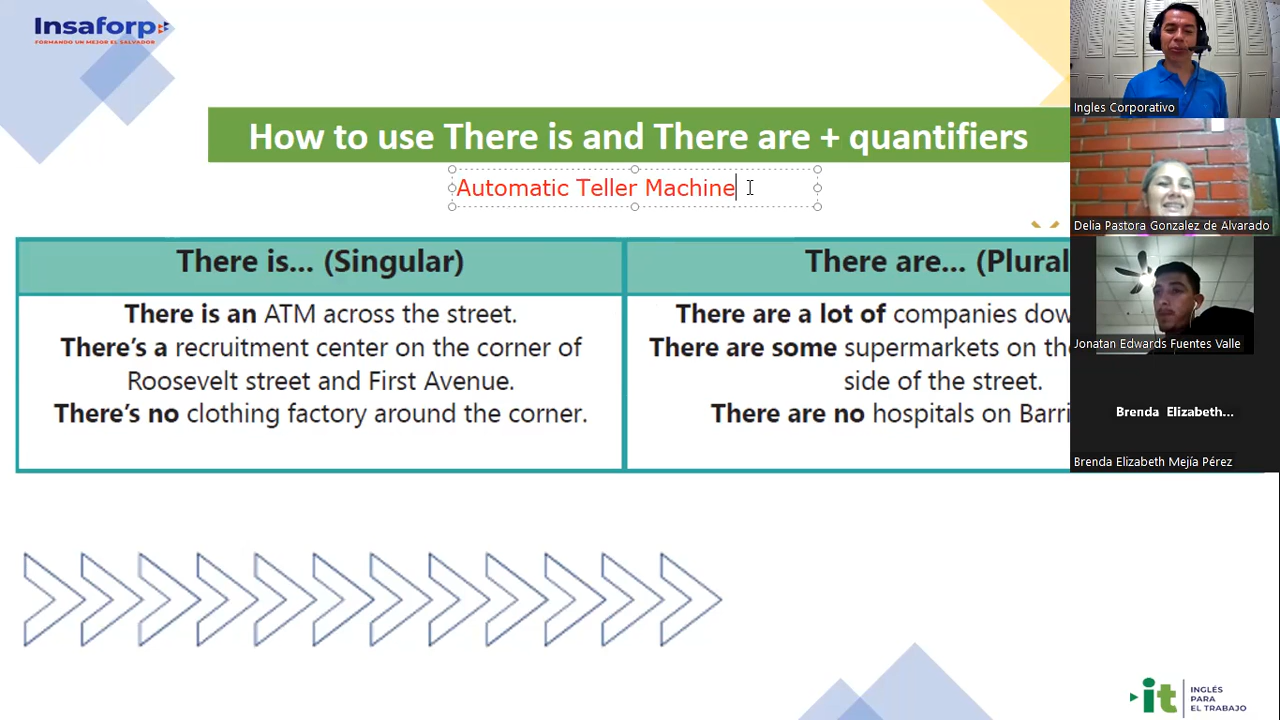 Insaforp
FORMANDO UN MEJOR EL SALVADOR
How to use There is and There are + quantifiers
Automatic Teller Machine
There is... (Singular)
There is an ATM across the street.
There's a recruitment center on the corner of
Roosevelt street and First Avenue.
There's no clothing factory around the corner.
There are... (Plural
There are a lot of companies dow
There are some supermarkets on th
side of the street.
There are no hospitals on Barri
Ingles Corporativo
Delia Pastora Gonzalez de Alvarado
Jonatan Edwards Fuentes Valle
Brenda Elizabeth...
Brenda Elizabeth Mejía Pérez
it
INGLÉS
PARA
EL TRABAJO